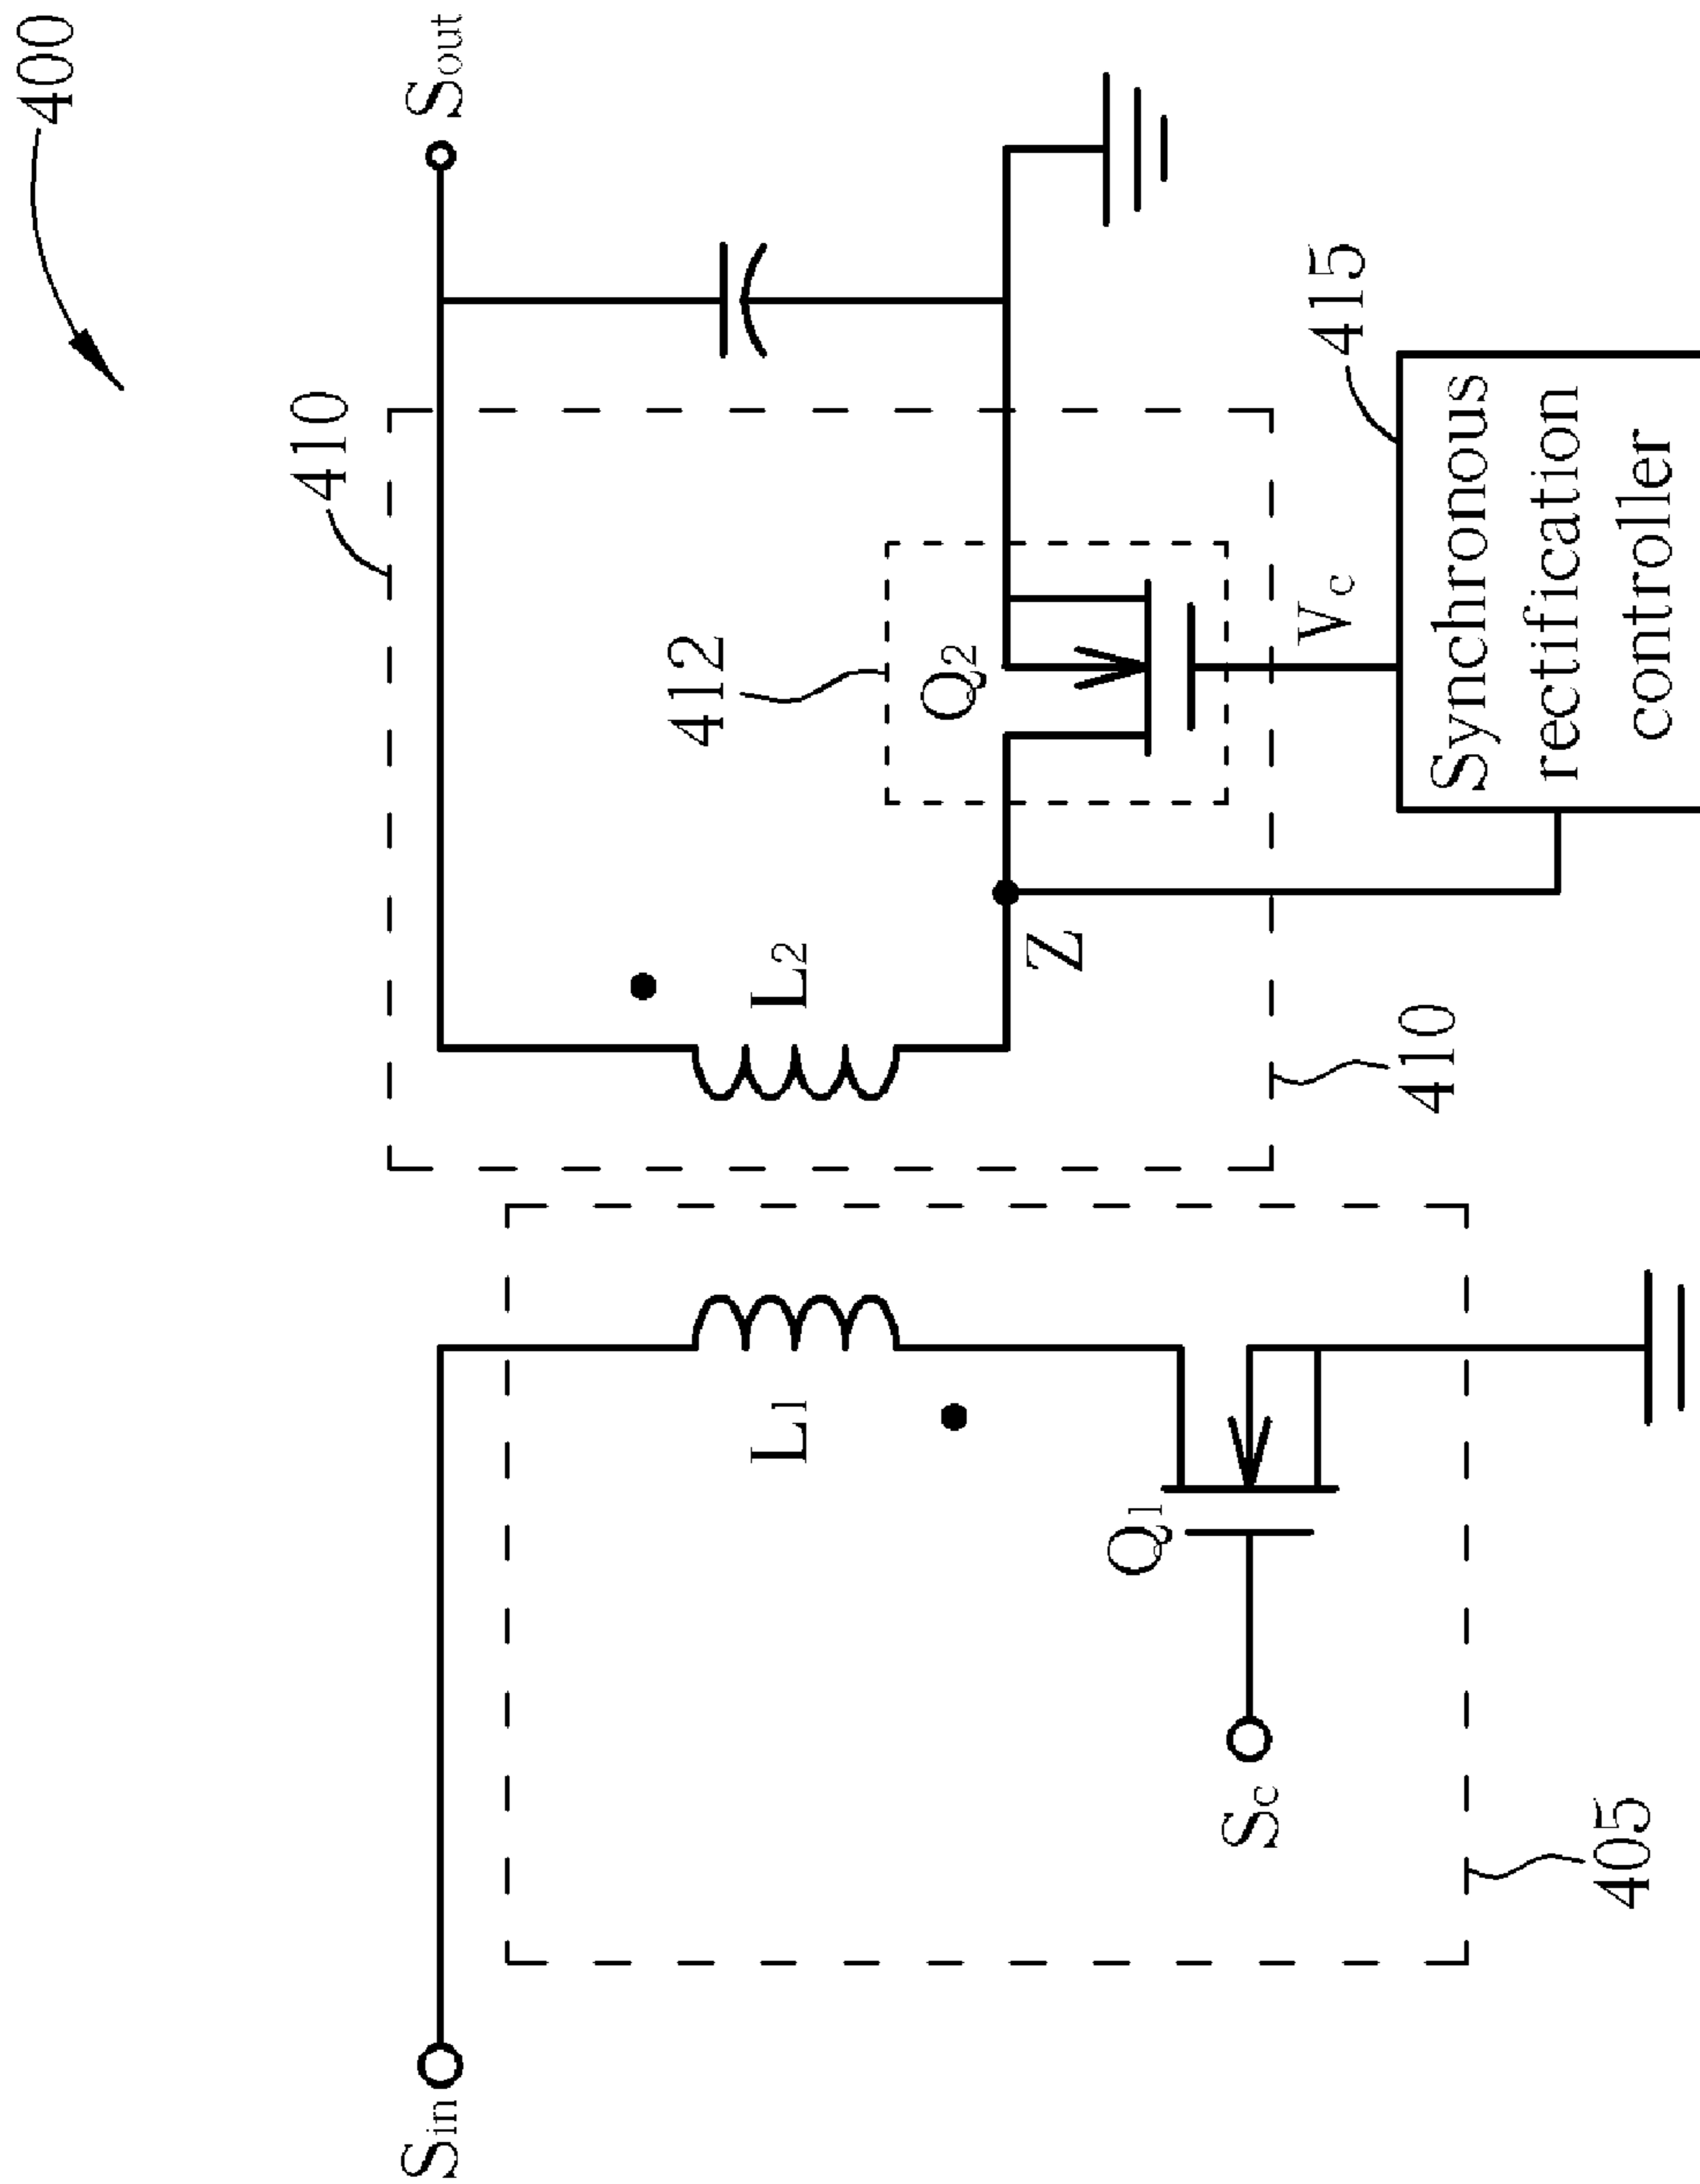 400
Sin
Sout
410
L1
L2
412
Q2
Z
Q1
Sc
Vc
405
410
415
Synchronous
rectification
controller